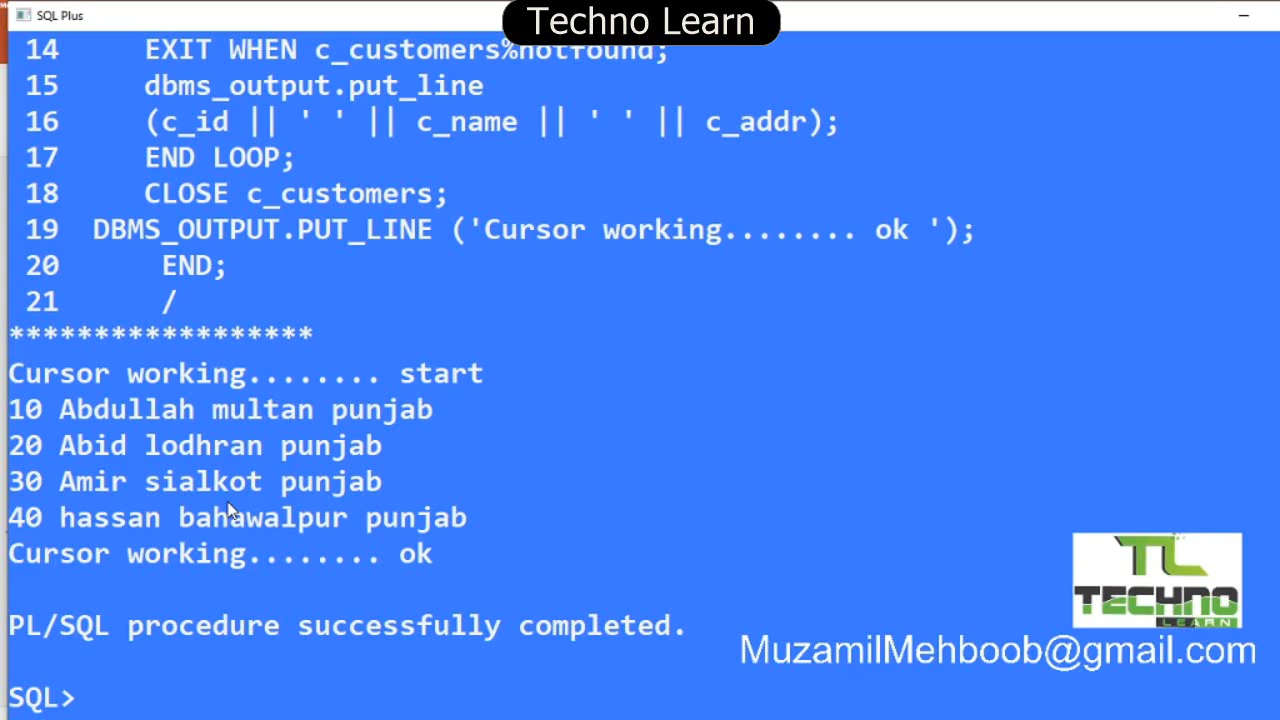 SQL Plus
Techno Learn
14 EXIT WHEN c_customers%notfound;
15 dbms_output.put_line
16 (c_id || ' ' || c_name || ' ' || c_addr);
17 END LOOP;
18 CLOSE c_customers;
19 DBMS_OUTPUT.PUT_LINE ('Cursor working........ ok ');
20 END;
21 /
******************
Cursor working........ start
10 Abdullah multan punjab
20 Abid lodhran punjab
30 Amir sialkot punjab
40 hassan bahawalpur punjab
Cursor working........ ok
PL/SQL procedure successfully completed.
SQL>
TL
TECHNO
LEARN
MuzamilMehboob@gmail.com